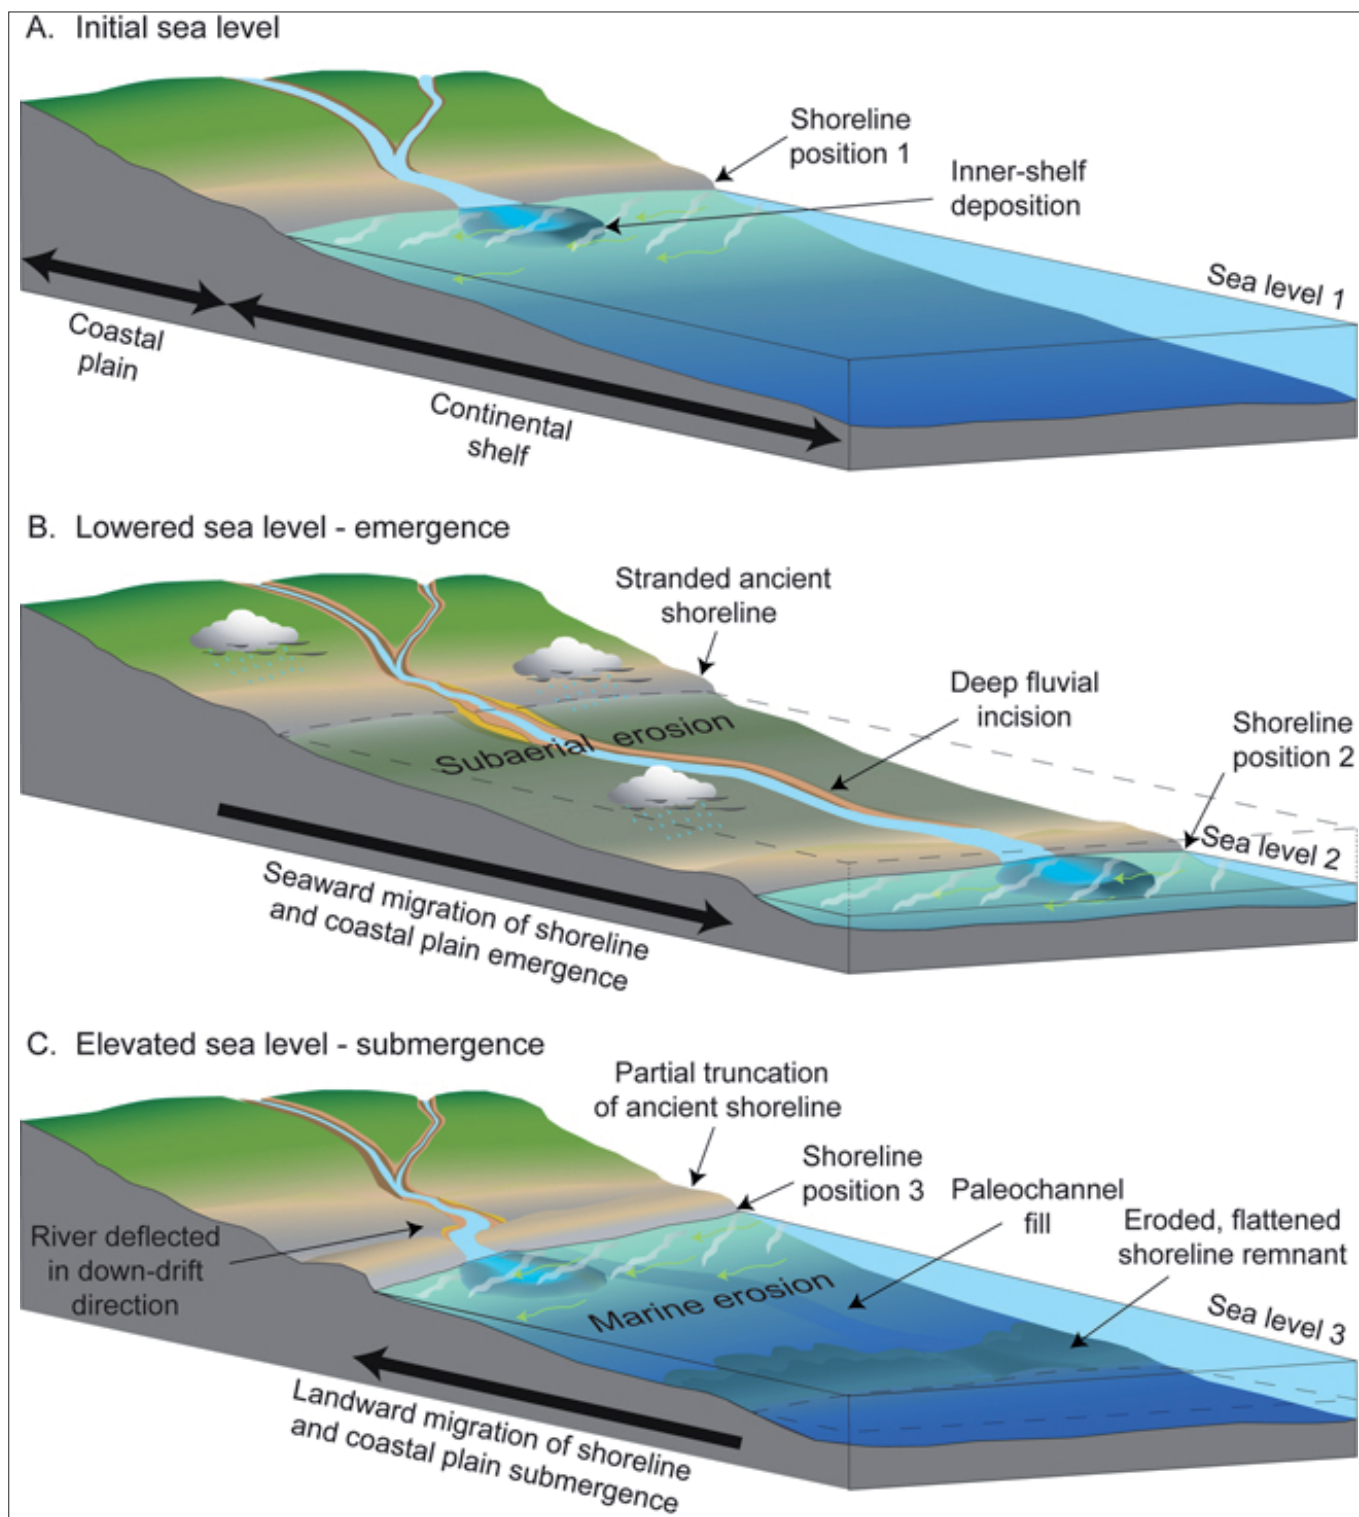 A. Initial sea level
Shoreline
position 1
Inner-shelf
deposition
Sea level 1
Coastal
plain
Continental
shelf
B. Lowered sea level - emergence
Stranded ancient
shoreline
Deep fluvial
incision
Shoreline
position 2
Subaerial erosion
Sea level 2
Seaward migration of shoreline
and coastal plain emergence
C. Elevated sea level - submergence
Partial truncation
of ancient shoreline
Shoreline
position 3
Paleochannel
fill
Eroded, flattened
shoreline remnant
River deflected
in down-drift
direction
Marine erosion
Sea level 3
Landward migration of shoreline
and coastal plain submergence